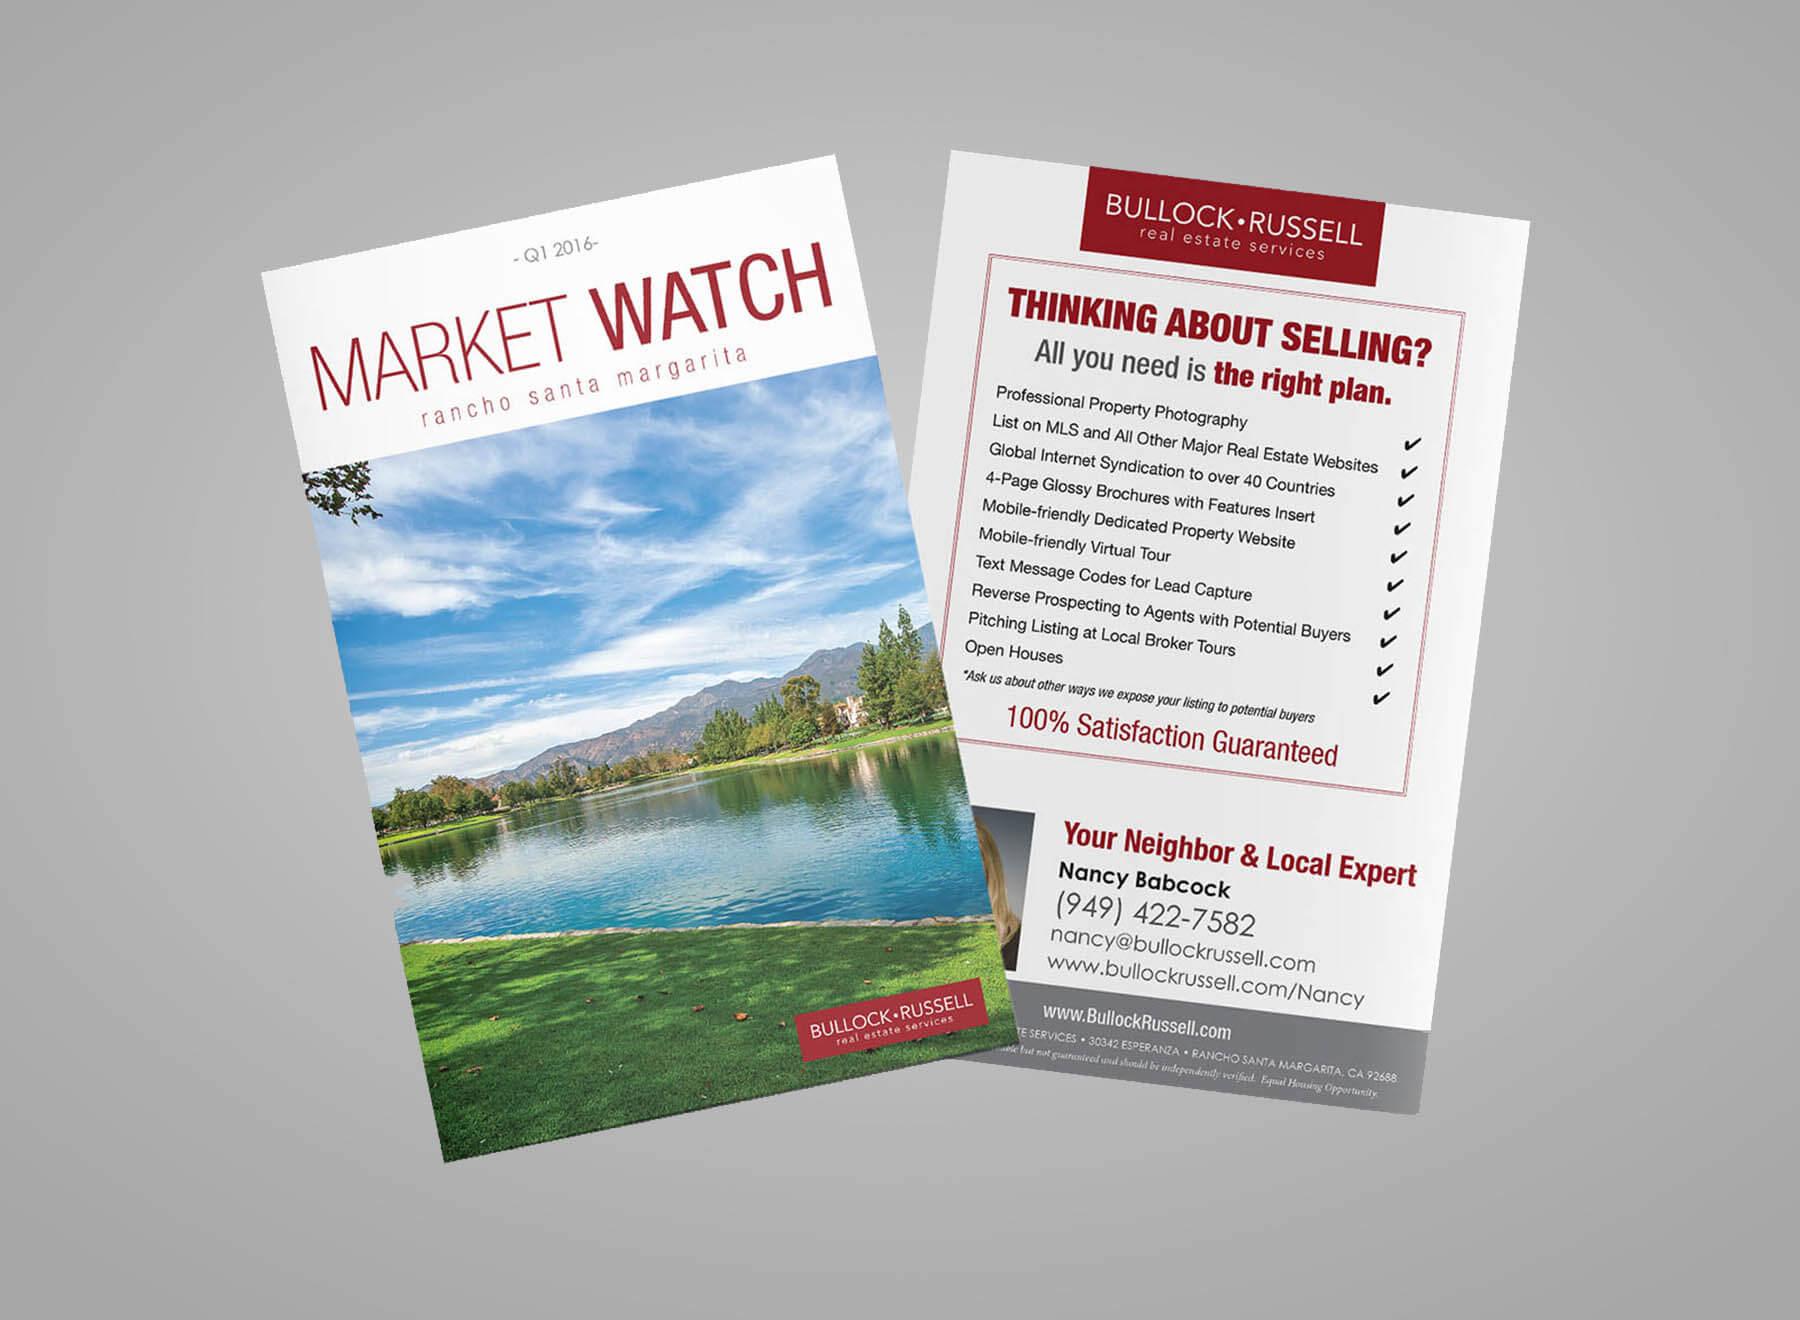 - Q1 2016-
MARKET WATCH
rancho santa margarita
BULLOCK•RUSSELL
real estate services
BULLOCK•RUSSELL
real estate services
THINKING ABOUT SELLING?
All you need is the right plan.
Professional Property Photography ✔
List on MLS and All Other Major Real Estate Websites ✔
Global Internet Syndication to over 40 Countries ✔
4-Page Glossy Brochures with Features Insert ✔
Mobile-friendly Dedicated Property Website ✔
Mobile-friendly Virtual Tour ✔
Text Message Codes for Lead Capture ✔
Reverse Prospecting to Agents with Potential Buyers ✔
Pitching Listing at Local Broker Tours ✔
Open Houses ✔
*Ask us about other ways we expose your listing to potential buyers
100% Satisfaction Guaranteed
Your Neighbor & Local Expert
Nancy Babcock
(949) 422-7582
nancy@bullockrussell.com
www.bullockrussell.com/Nancy
www.BullockRussell.com
SERVICES • 30342 ESPERANZA • RANCHO SANTA MARGARITA, CA 92688
but not guaranteed and should be independently verified. Equal Housing Opportunity.